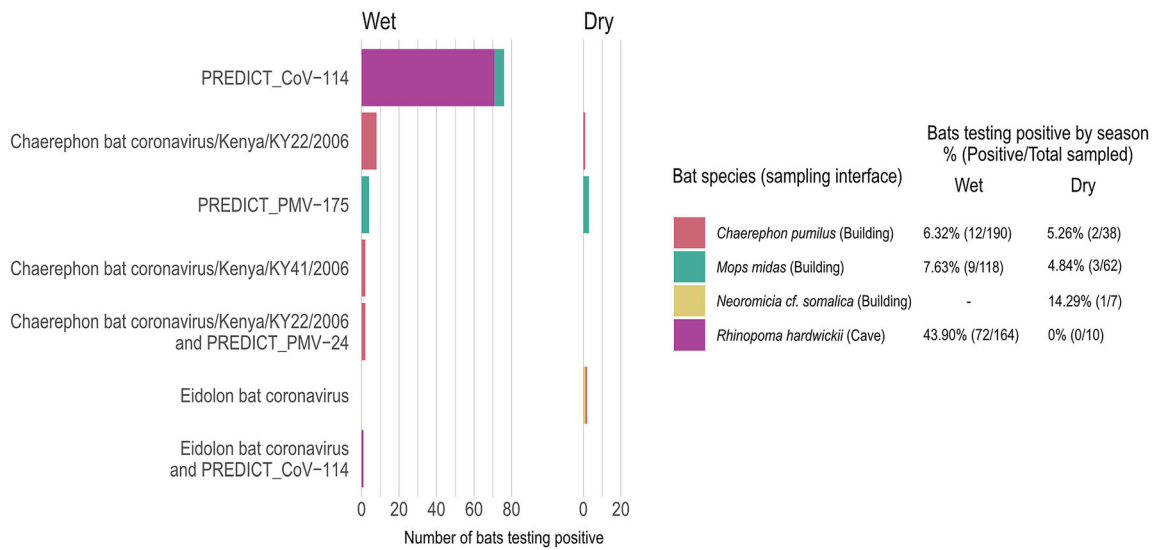 Wet
Dry
PREDICT_CoV−114
Chaerephon bat coronavirus/Kenya/KY22/2006
PREDICT_PMV−175
Chaerephon bat coronavirus/Kenya/KY41/2006
Chaerephon bat coronavirus/Kenya/KY22/2006
and PREDICT_PMV−24
Eidolon bat coronavirus
Eidolon bat coronavirus
and PREDICT_CoV−114
0 20 40 60 80
0 20
Number of bats testing positive
Bats testing positive by season
% (Positive/Total sampled)
Bat species (sampling interface)
Wet Dry
Chaerephon pumilus (Building) 6.32% (12/190) 5.26% (2/38)
Mops midas (Building) 7.63% (9/118) 4.84% (3/62)
Neoromicia cf. somalica (Building) - 14.29% (1/7)
Rhinopoma hardwickii (Cave) 43.90% (72/164) 0% (0/10)